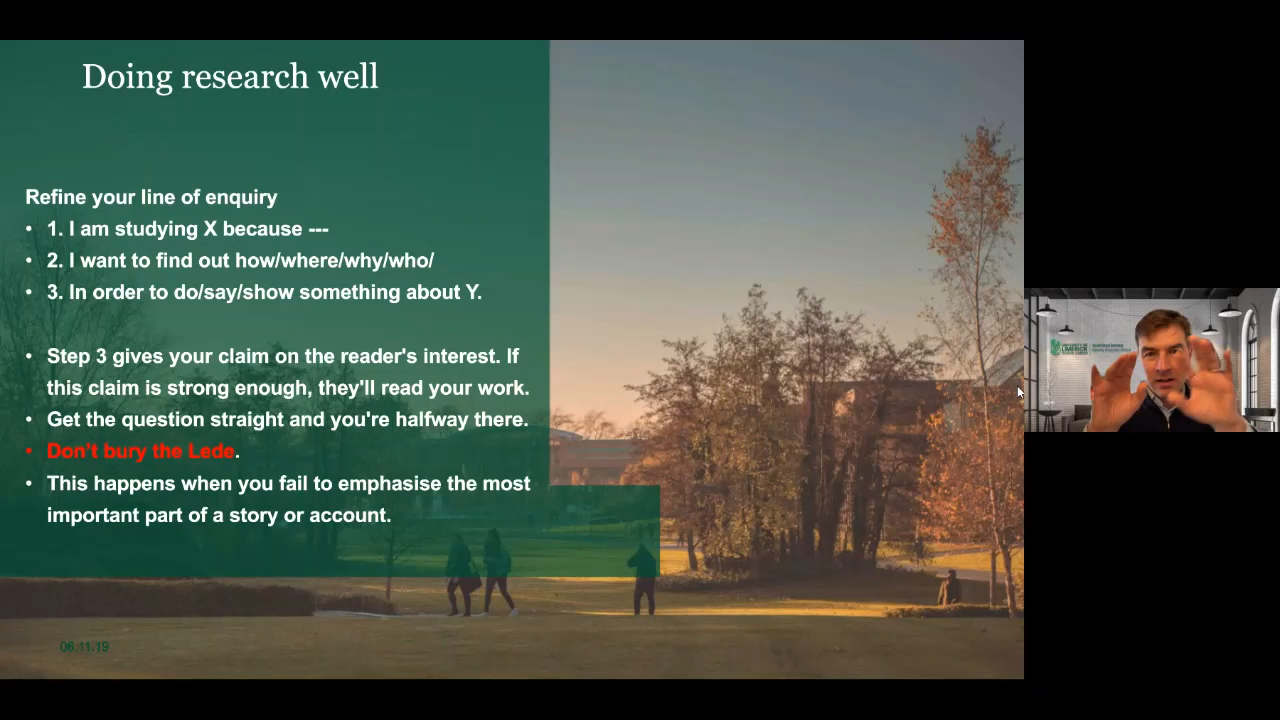 Doing research well
Refine your line of enquiry
• 1. I am studying X because ---
• 2. I want to find out how/where/why/who/
• 3. In order to do/say/show something about Y.
• Step 3 gives your claim on the reader's interest. If
this claim is strong enough, they'll read your work.
• Get the question straight and you're halfway there.
• Don't bury the Lede.
• This happens when you fail to emphasise the most
important part of a story or account.
06.11.19
UNIVERSITY OF
LIMERICK